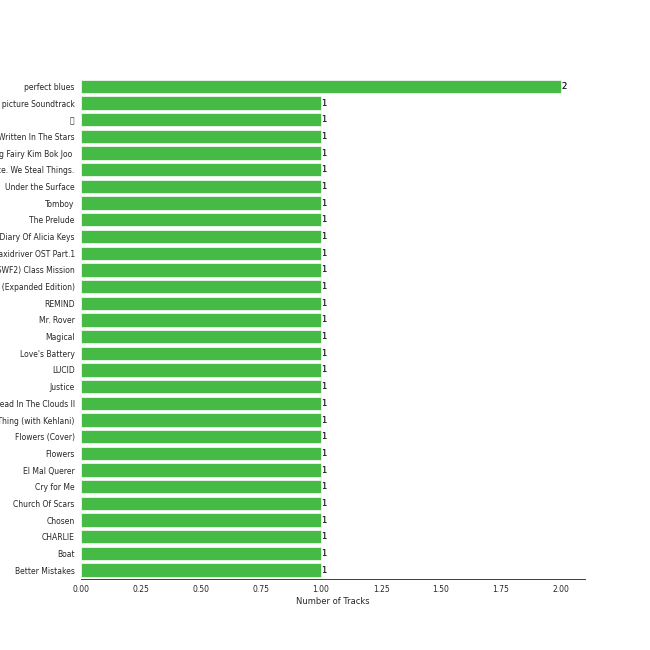 perfect blues
2
picture Soundtrack
1
1
Written In The Stars
1
g Fairy Kim Bok Joo
1
ce. We Steal Things.
1
Under the Surface
1
Tomboy
1
The Prelude
1
Diary Of Alicia Keys
1
axidriver OST Part.1
1
SWF2) Class Mission
1
(Expanded Edition)
1
REMIND
1
Mr. Rover
1
Magical
1
Love's Battery
1
LUCID
1
Justice
1
ead In The Clouds II
1
Thing (with Kehlani)
1
Flowers (Cover)
1
Flowers
1
El Mal Querer
1
Cry for Me
1
Church Of Scars
1
Chosen
1
CHARLIE
1
Boat
1
Better Mistakes
1
0.00 0.25 0.50 0.75 1.00 1.25 1.50 1.75 2.00
Number of Tracks